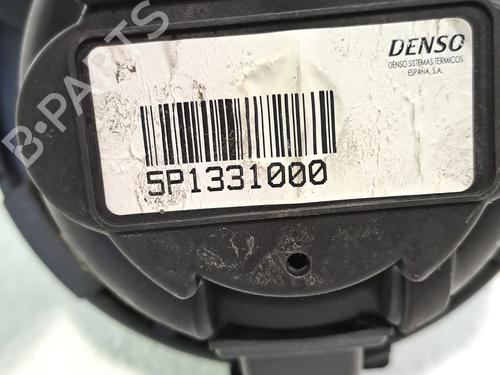 DENSO
DENSO SISTEMAS TERMICOS
ESPAÑA, S.A.
5P1331000
B-PARTS